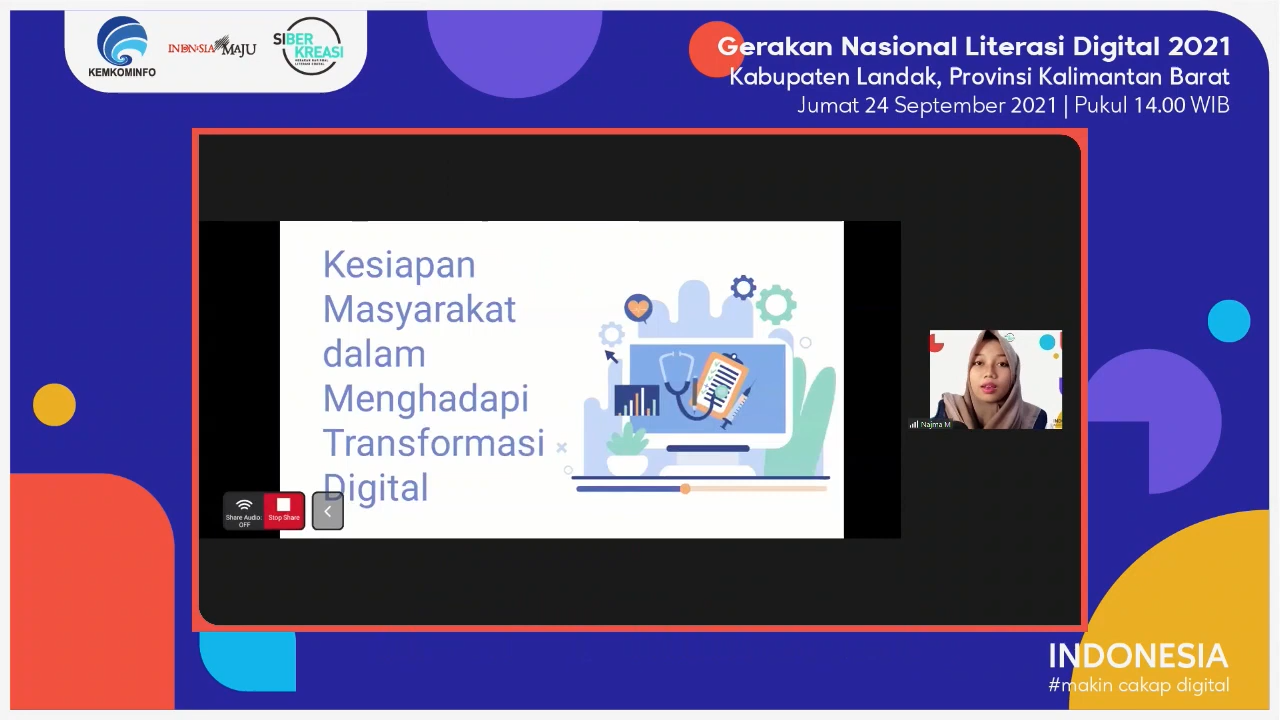 KEMKOMINFO
INDONESIA MAJU
SIBER
KREASI
Gerakan Nasional Literasi Digital 2021
Kabupaten Landak, Provinsi Kalimantan Barat
Jumat 24 September 2021 | Pukul 14.00 WIB
Kesiapan
Masyarakat
dalam
Menghadapi
Transformasi
Digital
Share Audio:
OFF
Stop Share
Najma M
INDONESIA
#makin cakap digital